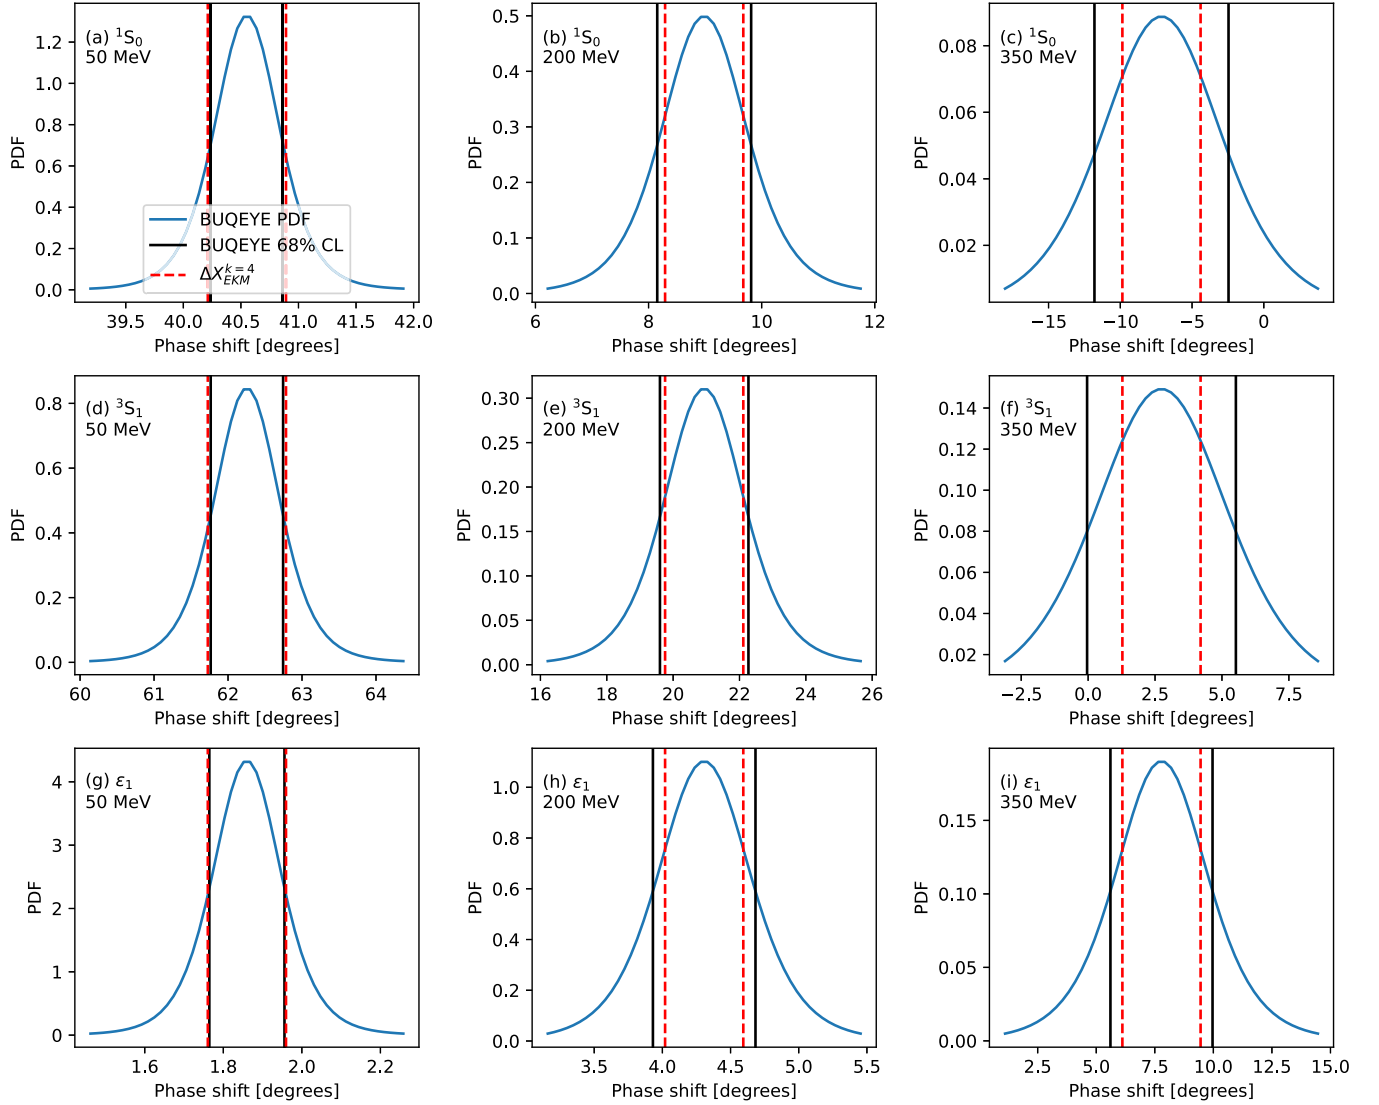 (a) ¹S₀
50 MeV
1.2
1.0
0.8
0.6
0.4
0.2
0.0
PDF
BUQEYE PDF
BUQEYE 68% CL
ΔX_{EKM}^{k=4}
39.5 40.0 40.5 41.0 41.5 42.0
Phase shift [degrees]
(b) ¹S₀
200 MeV
0.5
0.4
0.3
0.2
0.1
0.0
PDF
6 8 10 12
Phase shift [degrees]
(c) ¹S₀
350 MeV
0.08
0.06
0.04
0.02
PDF
−15 −10 −5 0
Phase shift [degrees]
(d) ³S₁
50 MeV
0.8
0.6
0.4
0.2
0.0
PDF
60 61 62 63 64
Phase shift [degrees]
(e) ³S₁
200 MeV
0.30
0.25
0.20
0.15
0.10
0.05
0.00
PDF
16 18 20 22 24 26
Phase shift [degrees]
(f) ³S₁
350 MeV
0.14
0.12
0.10
0.08
0.06
0.04
0.02
PDF
−2.5 0.0 2.5 5.0 7.5
Phase shift [degrees]
(g) ε₁
50 MeV
4
3
2
1
0
PDF
1.6 1.8 2.0 2.2
Phase shift [degrees]
(h) ε₁
200 MeV
1.0
0.8
0.6
0.4
0.2
0.0
PDF
3.5 4.0 4.5 5.0 5.5
Phase shift [degrees]
(i) ε₁
350 MeV
0.15
0.10
0.05
0.00
PDF
2.5 5.0 7.5 10.0 12.5 15.0
Phase shift [degrees]